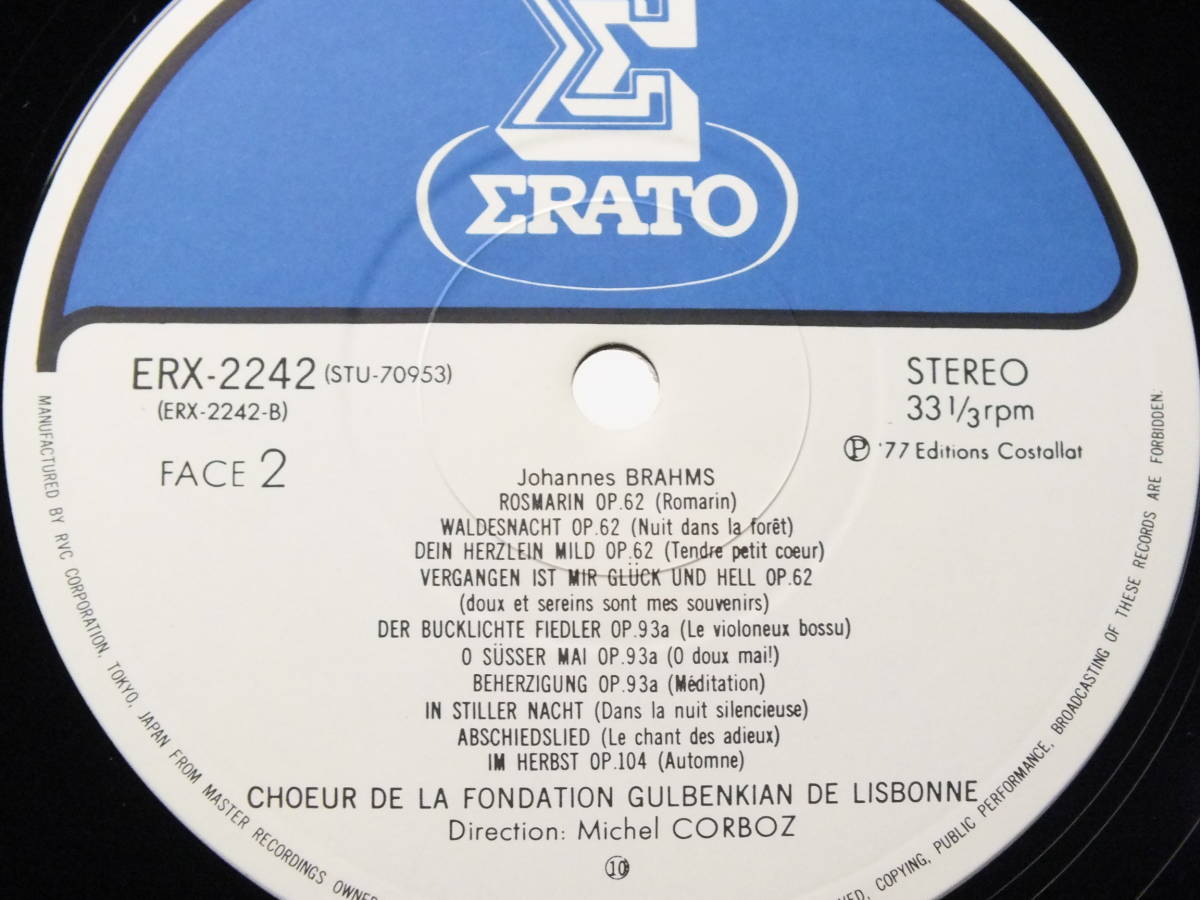 ΣRATO
ERX-2242 (STU-70953)
(ERX-2242-B)
FACE 2
STEREO
33 1/3 rpm
Ⓟ '77 Editions Costallat
Johannes BRAHMS
ROSMARIN OP.62 (Romarin)
WALDESNACHT OP.62 (Nuit dans la forêt)
DEIN HERZLEIN MILD OP.62 (Tendre petit coeur)
VERGANGEN IST MIR GLÜCK UND HELL OP.62
(doux et sereins sont mes souvenirs)
DER BUCKLICHTE FIEDLER OP.93a (Le violoneux bossu)
O SÜSSER MAI OP.93a (O doux mai!)
BEHERZIGUNG OP.93a (Méditation)
IN STILLER NACHT (Dans la nuit silencieuse)
ABSCHIEDSLIED (Le chant des adieux)
IM HERBST OP.104 (Automne)
CHOEUR DE LA FONDATION GULBENKIAN DE LISBONNE
Direction: Michel CORBOZ
MANUFACTURED BY RVC CORPORATION, TOKYO, JAPAN FROM MASTER RECORDINGS
COPYING, PUBLIC PERFORMANCE, BROADCASTING OF THESE RECORDS ARE FORBIDDEN.